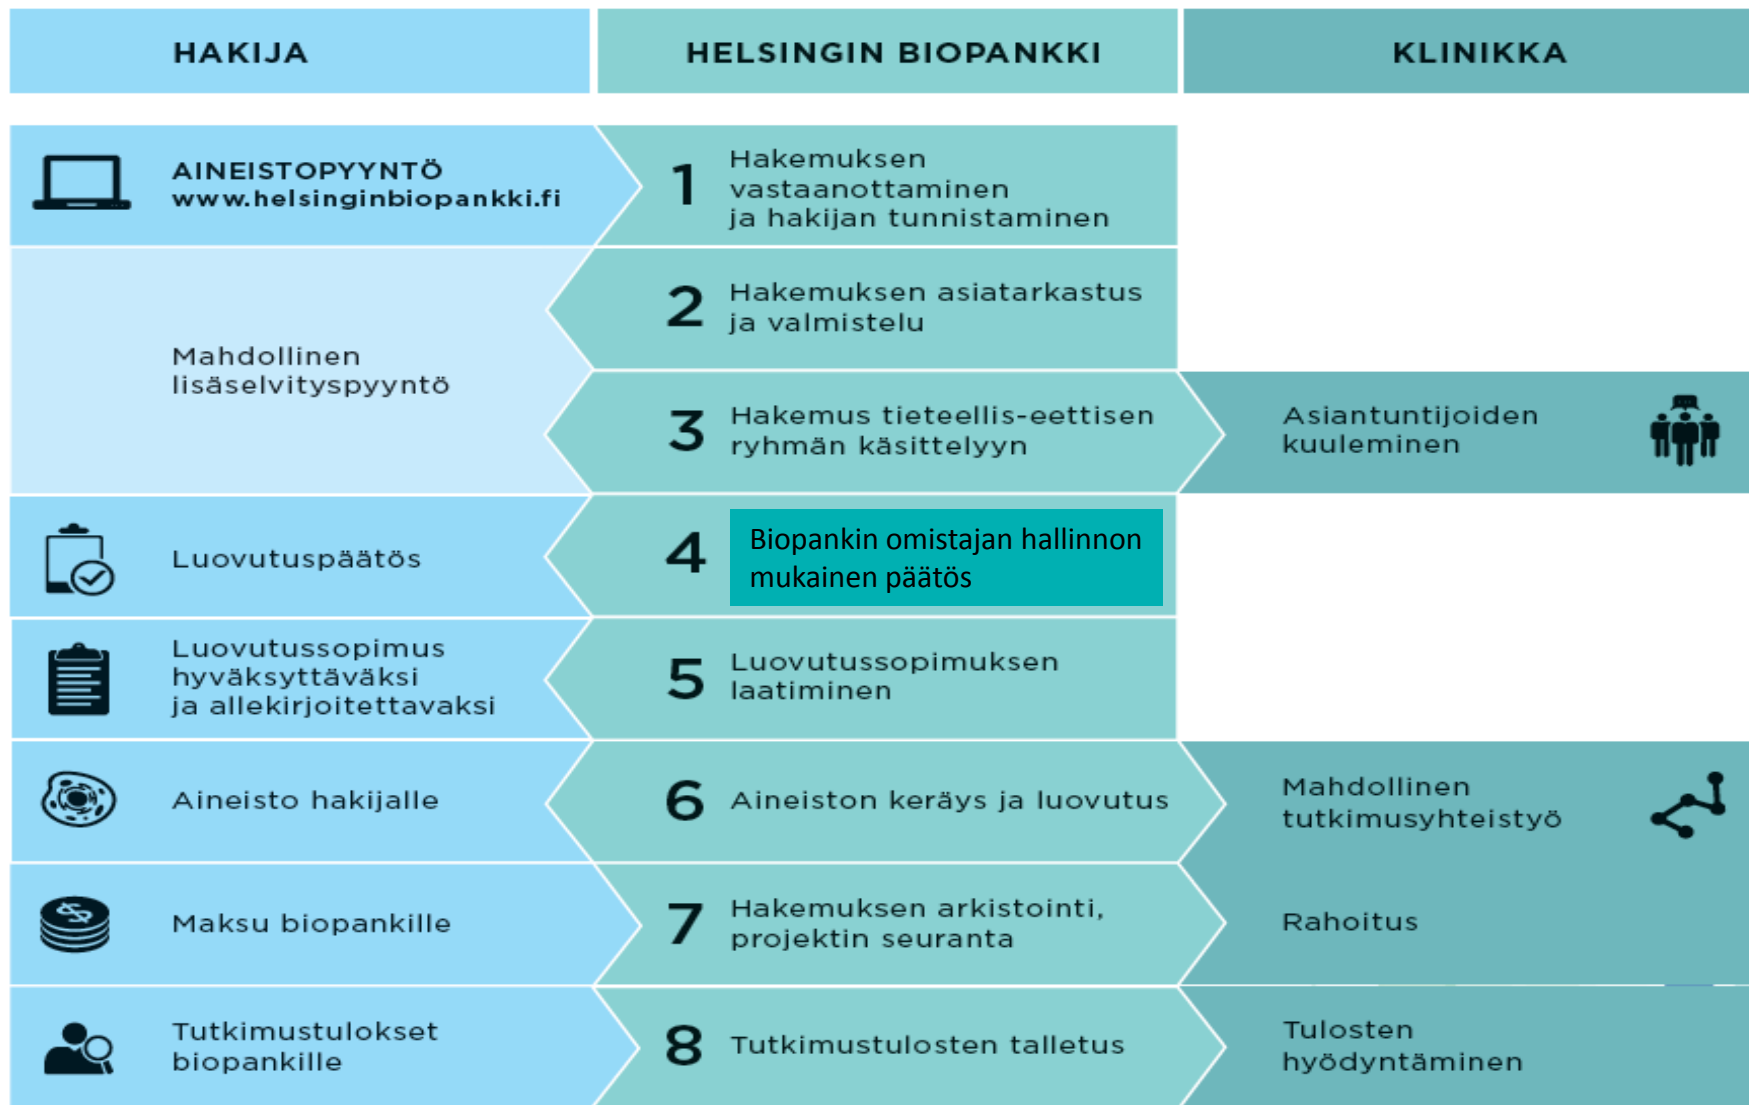 HAKIJA
HELSINGIN BIOPANKKI
KLINIKKA
AINEISTOPYYNTÖ
www.helsinginbiopankki.fi
1
Hakemuksen
vastaanottaminen
ja hakijan tunnistaminen
Mahdollinen
lisäselvityspyyntö
2
Hakemuksen asiatarkastus
ja valmistelu
3
Hakemus tieteellis-eettisen
ryhmän käsittelyyn
Asiantuntijoiden
kuuleminen
Luovutuspäätös
4
Biopankin omistajan hallinnon
mukainen päätös
Luovutussopimus
hyväksyttäväksi
ja allekirjoitettavaksi
5
Luovutussopimuksen
laatiminen
Aineisto hakijalle
6
Aineiston keräys ja luovutus
Mahdollinen
tutkimusyhteistyö
$
Maksu biopankille
7
Hakemuksen arkistointi,
projektin seuranta
Rahoitus
Tutkimustulokset
biopankille
8
Tutkimustulosten talletus
Tulosten
hyödyntäminen